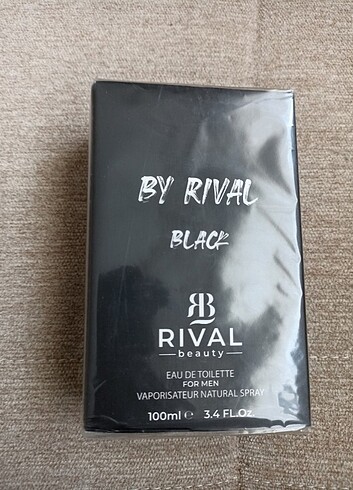 BY RIVAL
BLACK
RB
RIVAL
beauty
EAU DE TOILETTE
FOR MEN
VAPORISATEUR NATURAL SPRAY
100ml ℮ 3.4 FL.Oz.